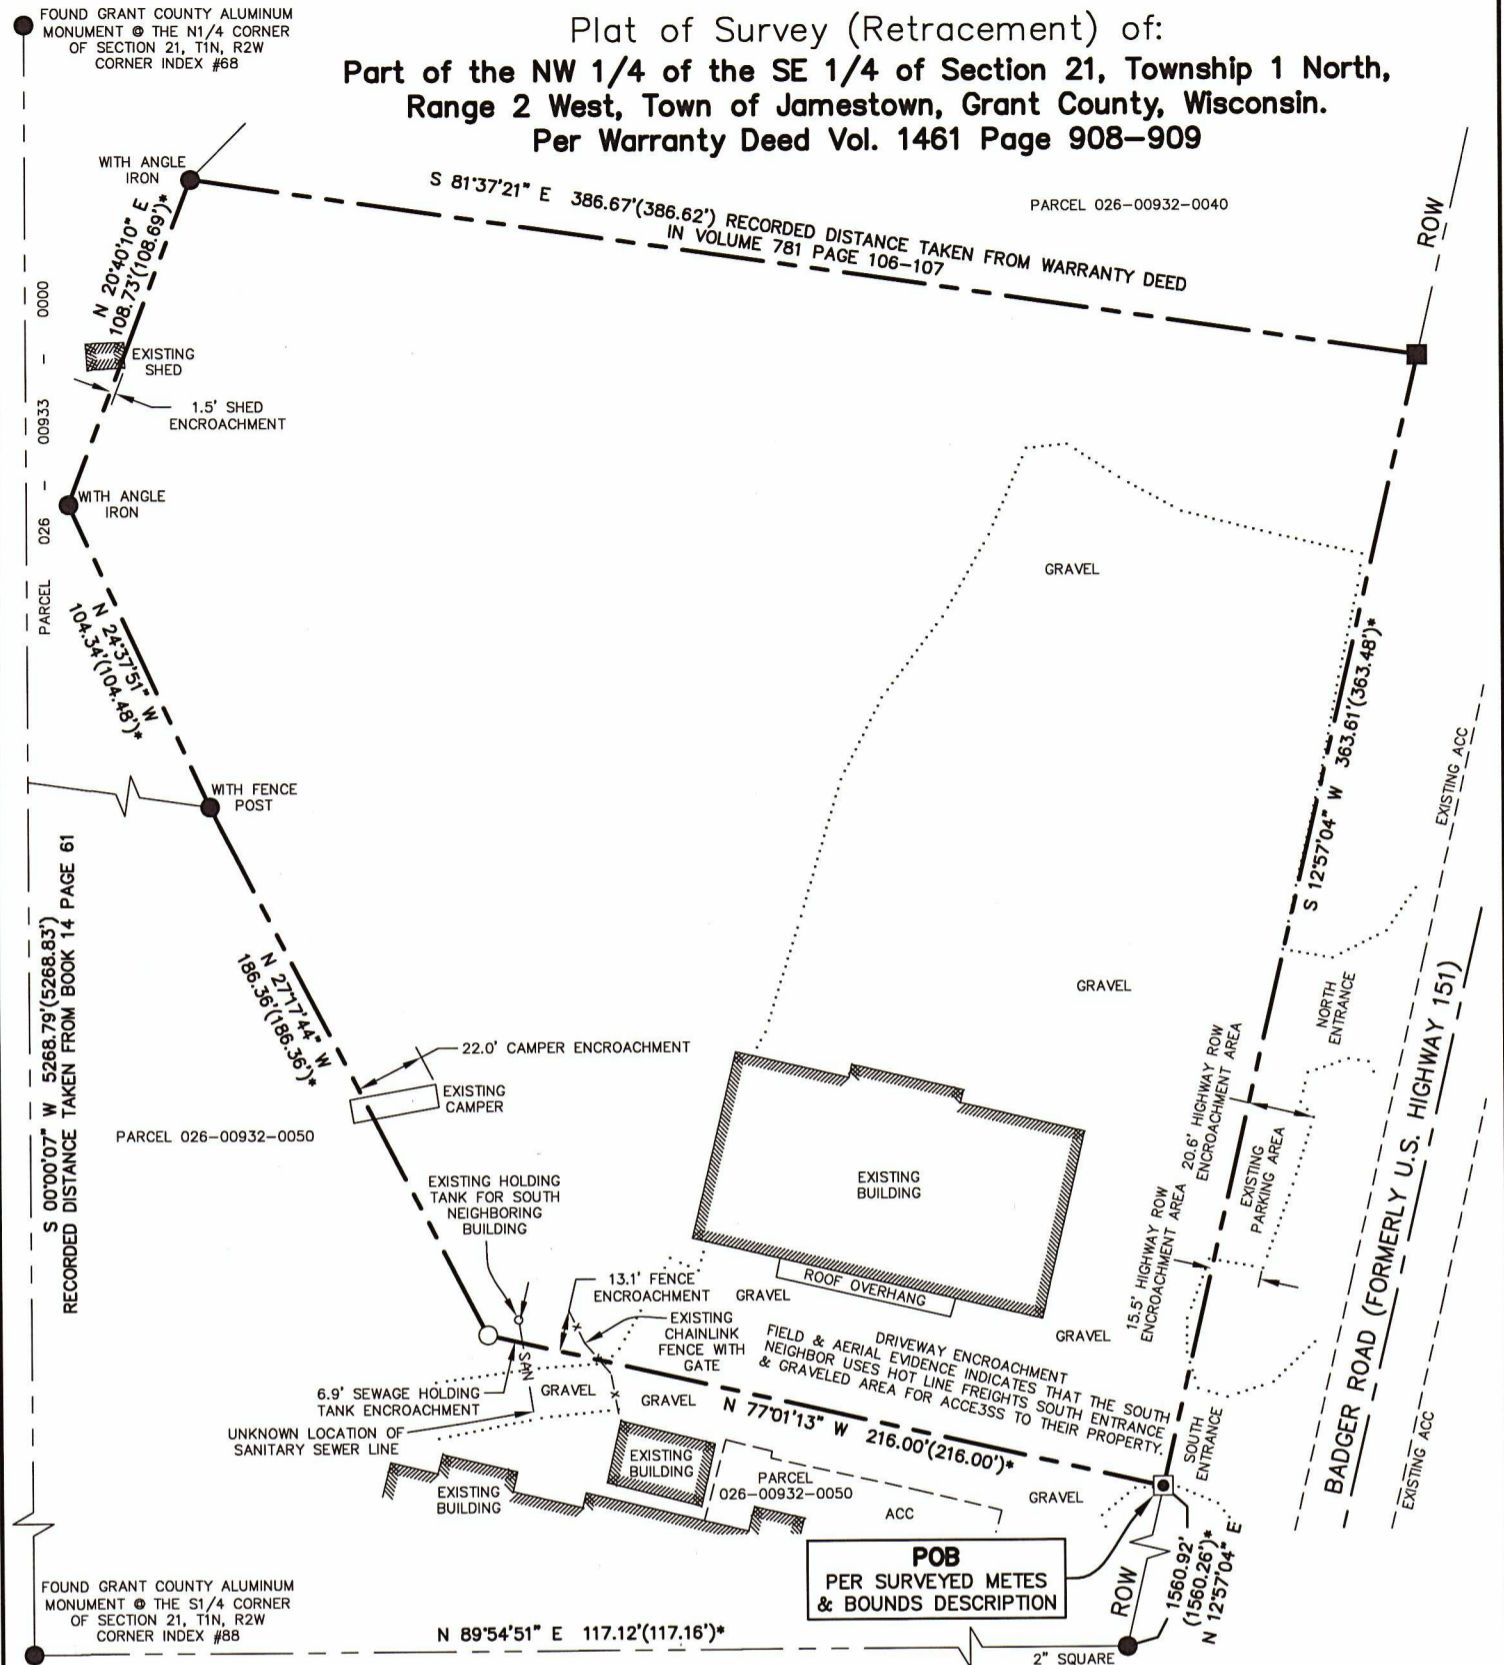 FOUND GRANT COUNTY ALUMINUM
MONUMENT @ THE N1/4 CORNER
OF SECTION 21, T1N, R2W
CORNER INDEX #68
Plat of Survey (Retracement) of:
Part of the NW 1/4 of the SE 1/4 of Section 21, Township 1 North,
Range 2 West, Town of Jamestown, Grant County, Wisconsin.
Per Warranty Deed Vol. 1461 Page 908-909
WITH ANGLE
IRON
S 81°37'21" E 386.67'(386.62') RECORDED DISTANCE TAKEN FROM WARRANTY DEED
IN VOLUME 781 PAGE 106-107
PARCEL 026-00932-0040
ROW
N 20°40'10" E
108.73'(108.69')*
EXISTING
SHED
1.5' SHED
ENCROACHMENT
PARCEL 026 - 00933 - 0000
WITH ANGLE
IRON
GRAVEL
N 24°37'51" W
104.34'(104.48')*
S 12°57'04" W 363.61'(363.48')*
WITH FENCE
POST
EXISTING ACC
S 00°00'07" W 5268.79'(5268.83')
RECORDED DISTANCE TAKEN FROM BOOK 14 PAGE 61
N 27°17'44" W
186.36'(186.36')*
GRAVEL
NORTH
ENTRANCE
22.0' CAMPER ENCROACHMENT
EXISTING
CAMPER
PARCEL 026-00932-0050
20.6' HIGHWAY ROW
ENCROACHMENT AREA
EXISTING
PARKING AREA
BADGER ROAD (FORMERLY U.S. HIGHWAY 151)
EXISTING HOLDING
TANK FOR SOUTH
NEIGHBORING
BUILDING
EXISTING
BUILDING
15.5' HIGHWAY ROW
ENCROACHMENT AREA
ROOF OVERHANG
13.1' FENCE
ENCROACHMENT
GRAVEL
EXISTING
CHAINLINK
FENCE WITH
GATE
GRAVEL
DRIVEWAY ENCROACHMENT
FIELD & AERIAL EVIDENCE INDICATES THAT THE SOUTH
NEIGHBOR USES HOT LINE FREIGHTS SOUTH ENTRANCE
& GRAVELED AREA FOR ACCE3SS TO THEIR PROPERTY.
X
SAN
X
6.9' SEWAGE HOLDING
TANK ENCROACHMENT
GRAVEL
GRAVEL
N 77°01'13" W 216.00'(216.00')*
UNKNOWN LOCATION OF
SANITARY SEWER LINE
SOUTH
ENTRANCE
EXISTING ACC
EXISTING
BUILDING
EXISTING
BUILDING
PARCEL
026-00932-0050
ACC
GRAVEL
POB
PER SURVEYED METES
& BOUNDS DESCRIPTION
ROW
1560.92'
(1560.26')*
N 12°57'04" E
FOUND GRANT COUNTY ALUMINUM
MONUMENT @ THE S1/4 CORNER
OF SECTION 21, T1N, R2W
CORNER INDEX #88
N 89°54'51" E 117.12'(117.16')*
2" SQUARE